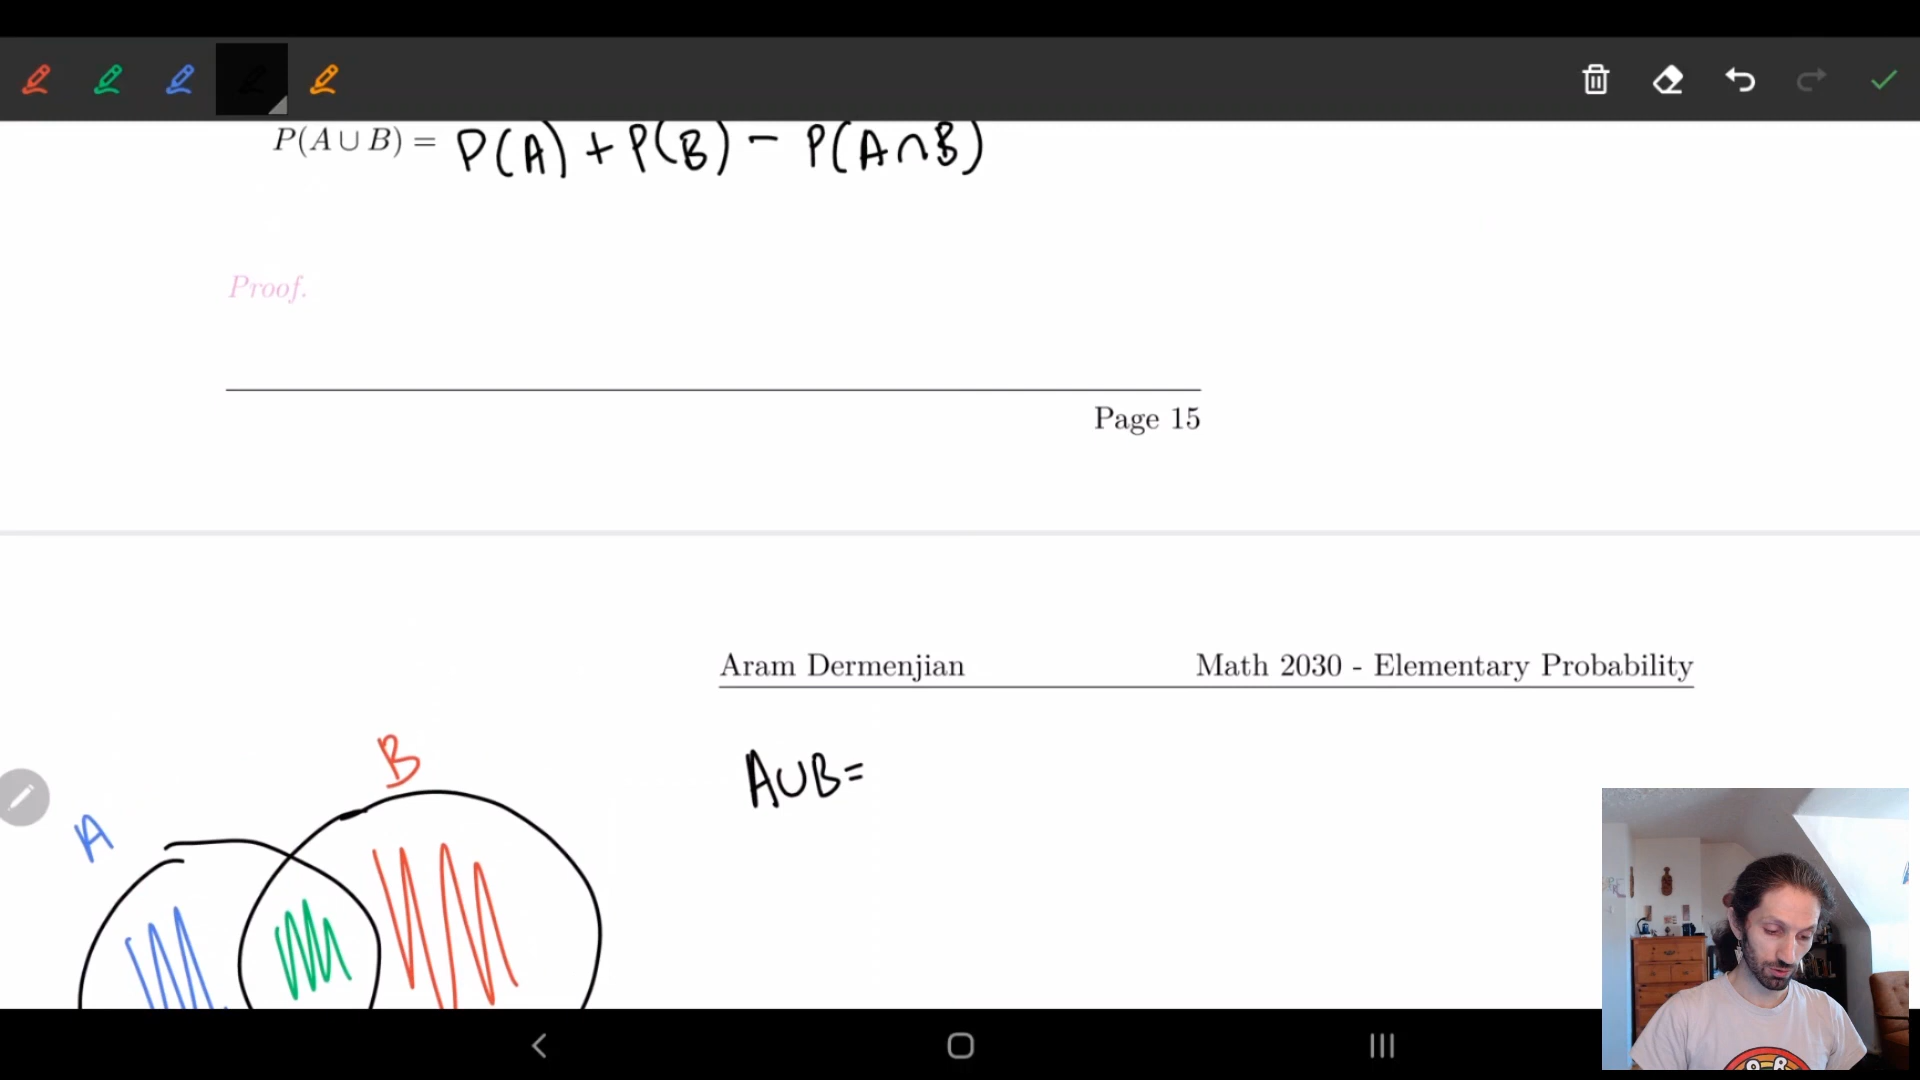 P(A ∪ B) = P(A) + P(B) - P(A∩B)
Proof.
Page 15
Aram Dermenjian Math 2030 - Elementary Probability
A∪B=
B
A